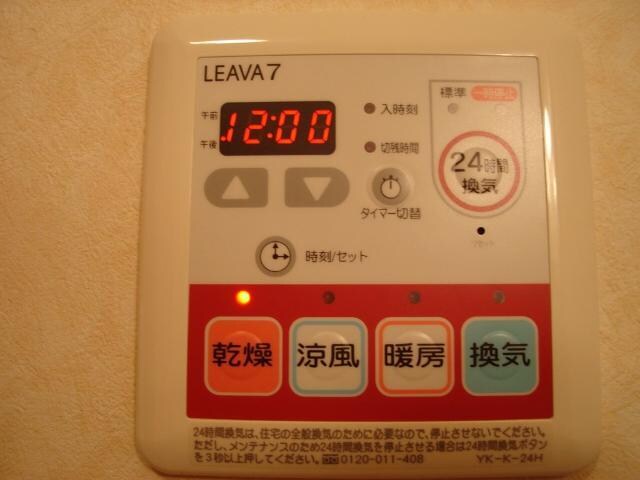 LEAVA 7
標準 一時停止
午前 12:00 入時刻
午後 切残時間
24時間
換気
タイマー切替
リセット
時刻/セット
乾燥 涼風 暖房 換気
24時間換気は、住宅の全般換気のために必要なので、停止させないでください。
ただし、メンテナンスのため24時間換気を停止させる場合は24時間換気ボタン
を3秒以上押してください。 0120-011-408 YK-K-24H